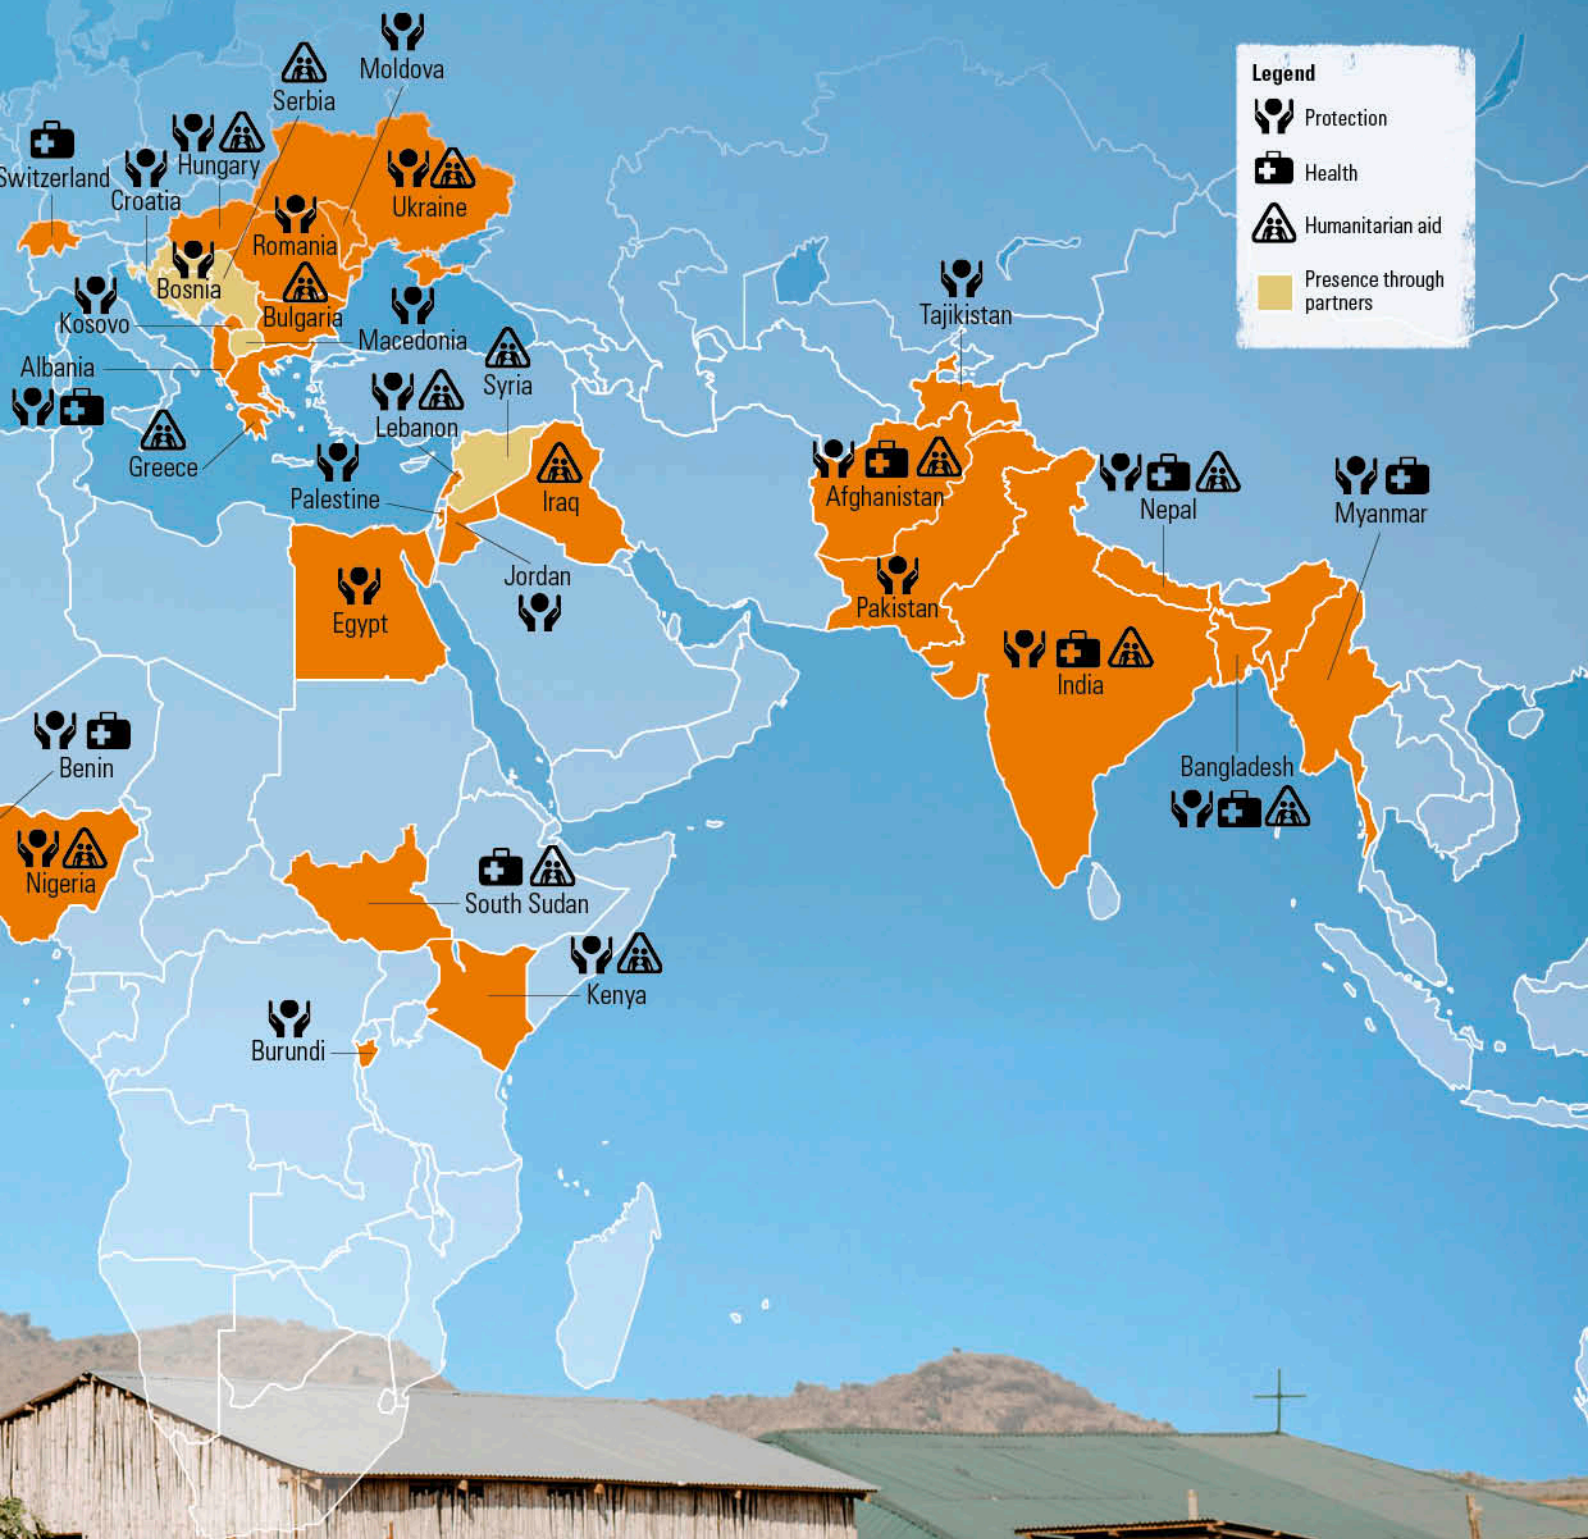 Moldova
Serbia
Hungary
Switzerland
Croatia
Ukraine
Romania
Bosnia
Bulgaria
Kosovo
Macedonia
Albania
Syria
Lebanon
Greece
Palestine
Iraq
Jordan
Egypt
Tajikistan
Afghanistan
Pakistan
Nepal
Myanmar
India
Bangladesh
Benin
Nigeria
South Sudan
Kenya
Burundi
Legend
Protection
Health
Humanitarian aid
Presence through
partners